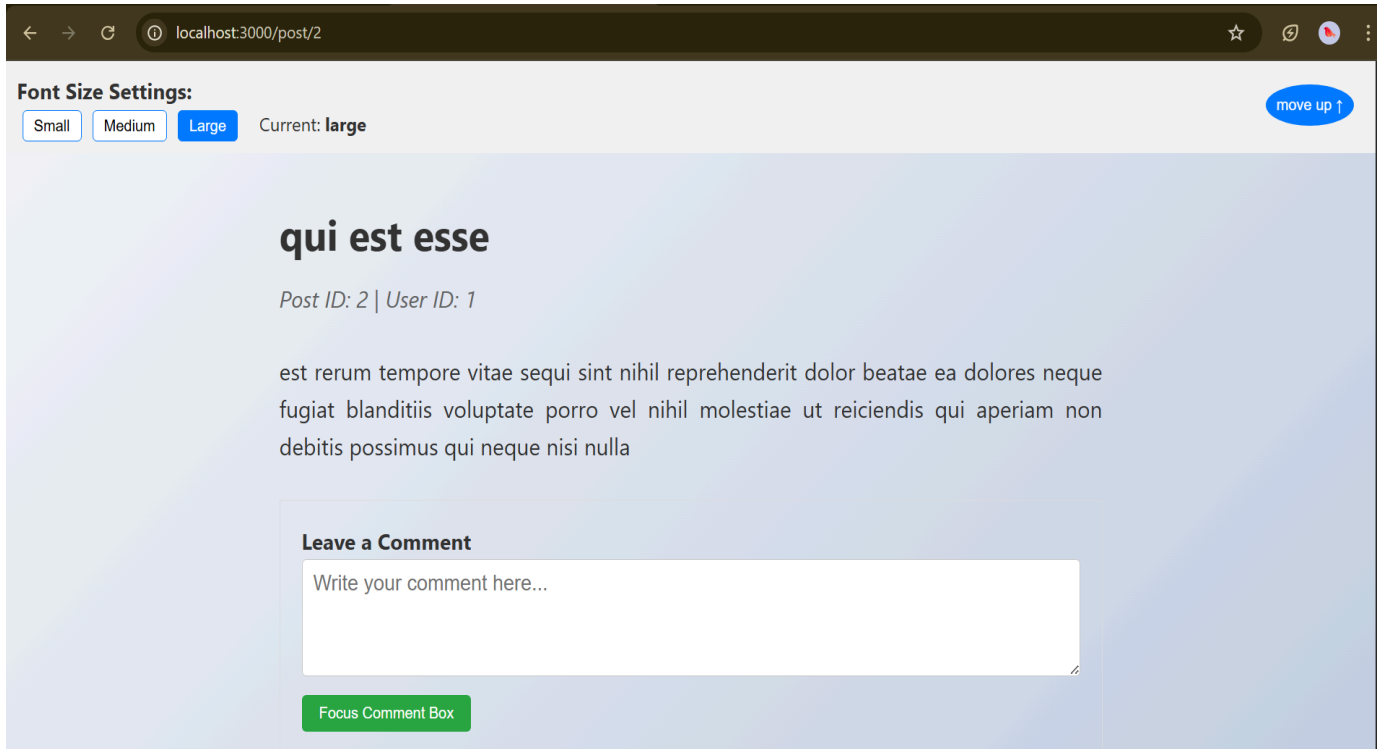 localhost:3000/post/2
Font Size Settings:
move up ↑
Small Medium Large Current: large
qui est esse
Post ID: 2 | User ID: 1
est rerum tempore vitae sequi sint nihil reprehenderit dolor beatae ea dolores neque
fugiat blanditiis voluptate porro vel nihil molestiae ut reiciendis qui aperiam non
debitis possimus qui neque nisi nulla
Leave a Comment
Write your comment here...
Focus Comment Box